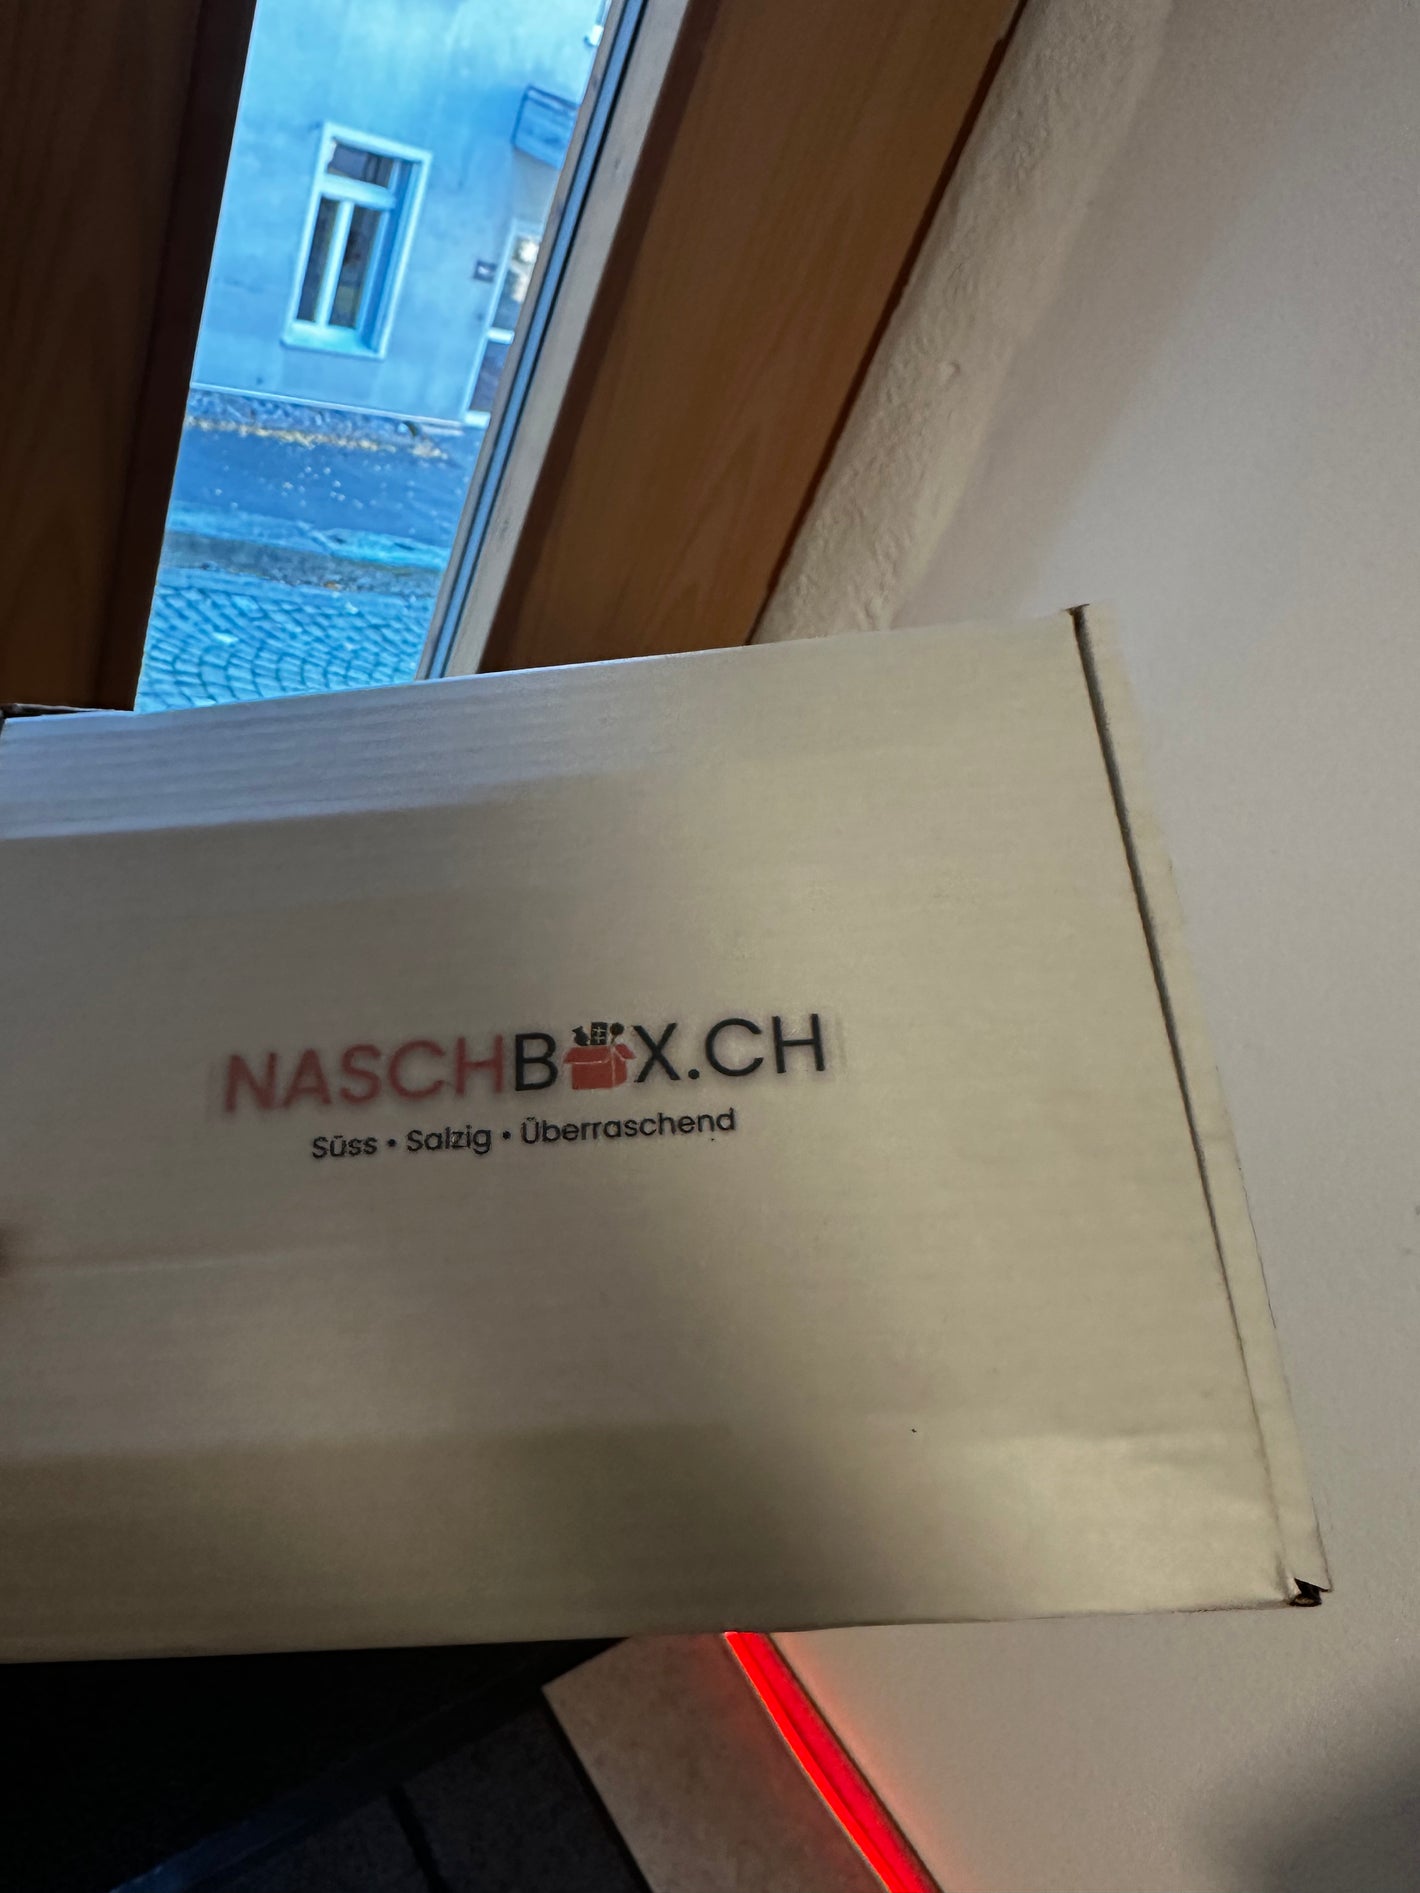 NASCHBOX.CH
Süss • Salzig • Überraschend